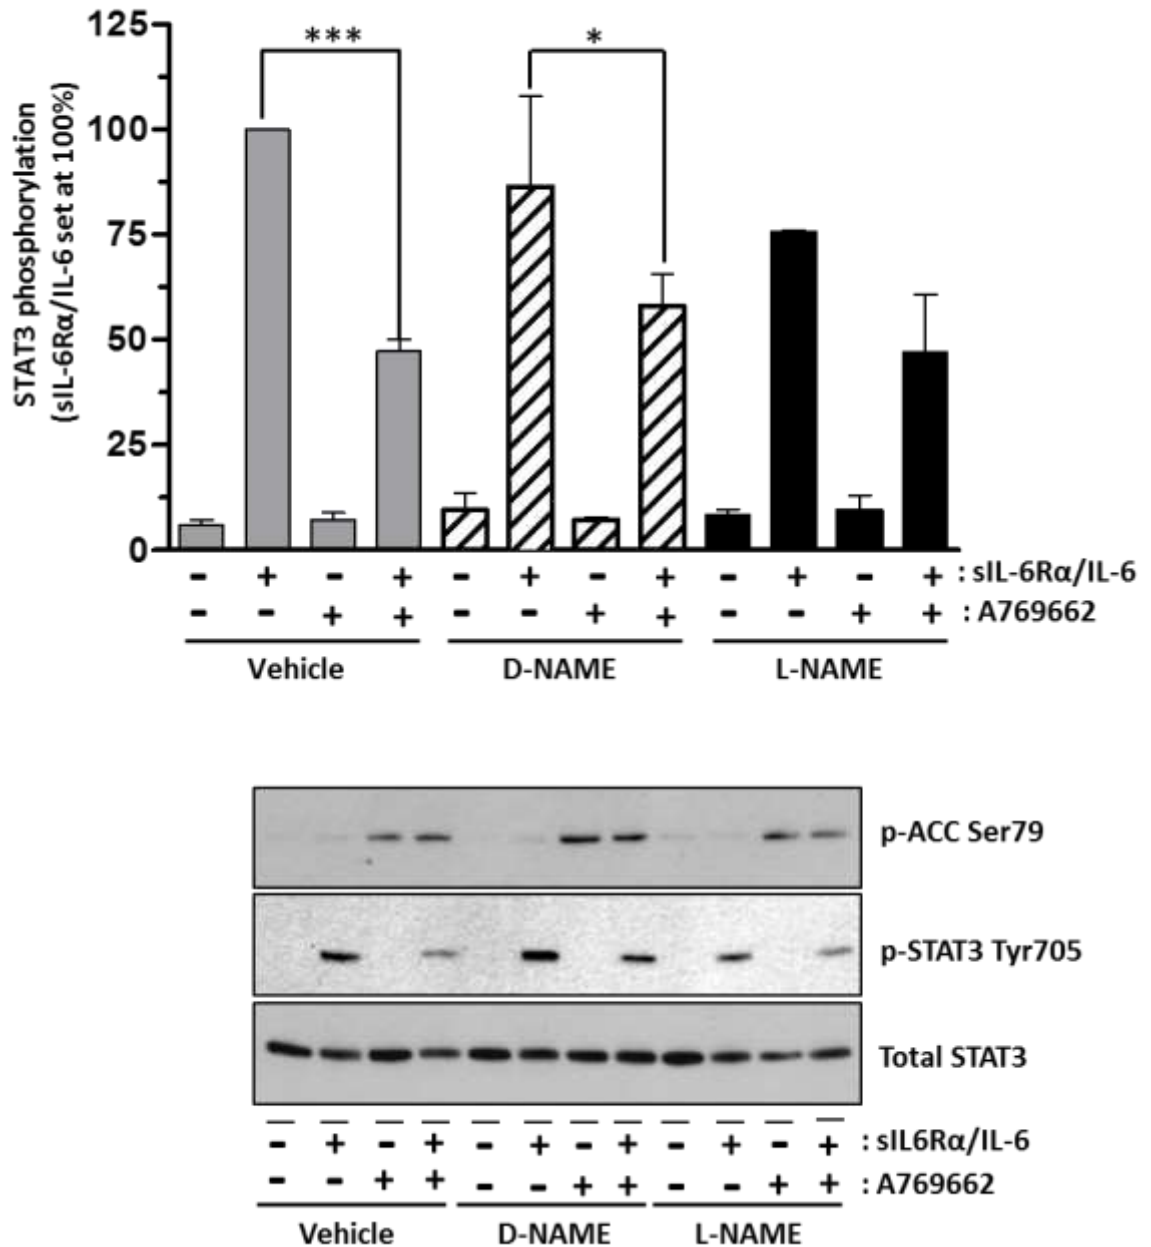 STAT3 phosphorylation
(sIL-6Rα/IL-6 set at 100%)
125
100
75
50
25
0
***
*
- + - + - + - + - + - + : sIL-6Rα/IL-6
- - + + - - + + - - + + : A769662
Vehicle D-NAME L-NAME
p-ACC Ser79
p-STAT3 Tyr705
Total STAT3
- + - + - + - + - + - + : sIL6Rα/IL-6
- - + + - - + + - - + + : A769662
Vehicle D-NAME L-NAME